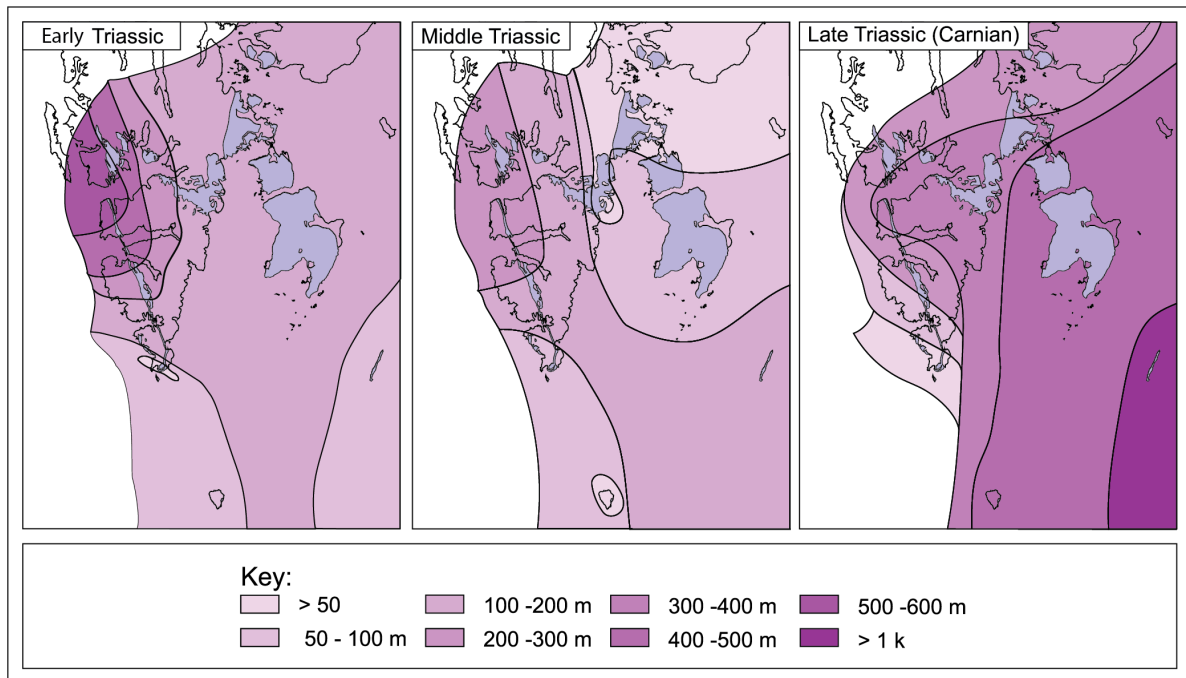 Early Triassic
Middle Triassic
Late Triassic (Carnian)
Key:
> 50
100 -200 m
300 -400 m
500 -600 m
50 - 100 m
200 -300 m
400 -500 m
> 1 k